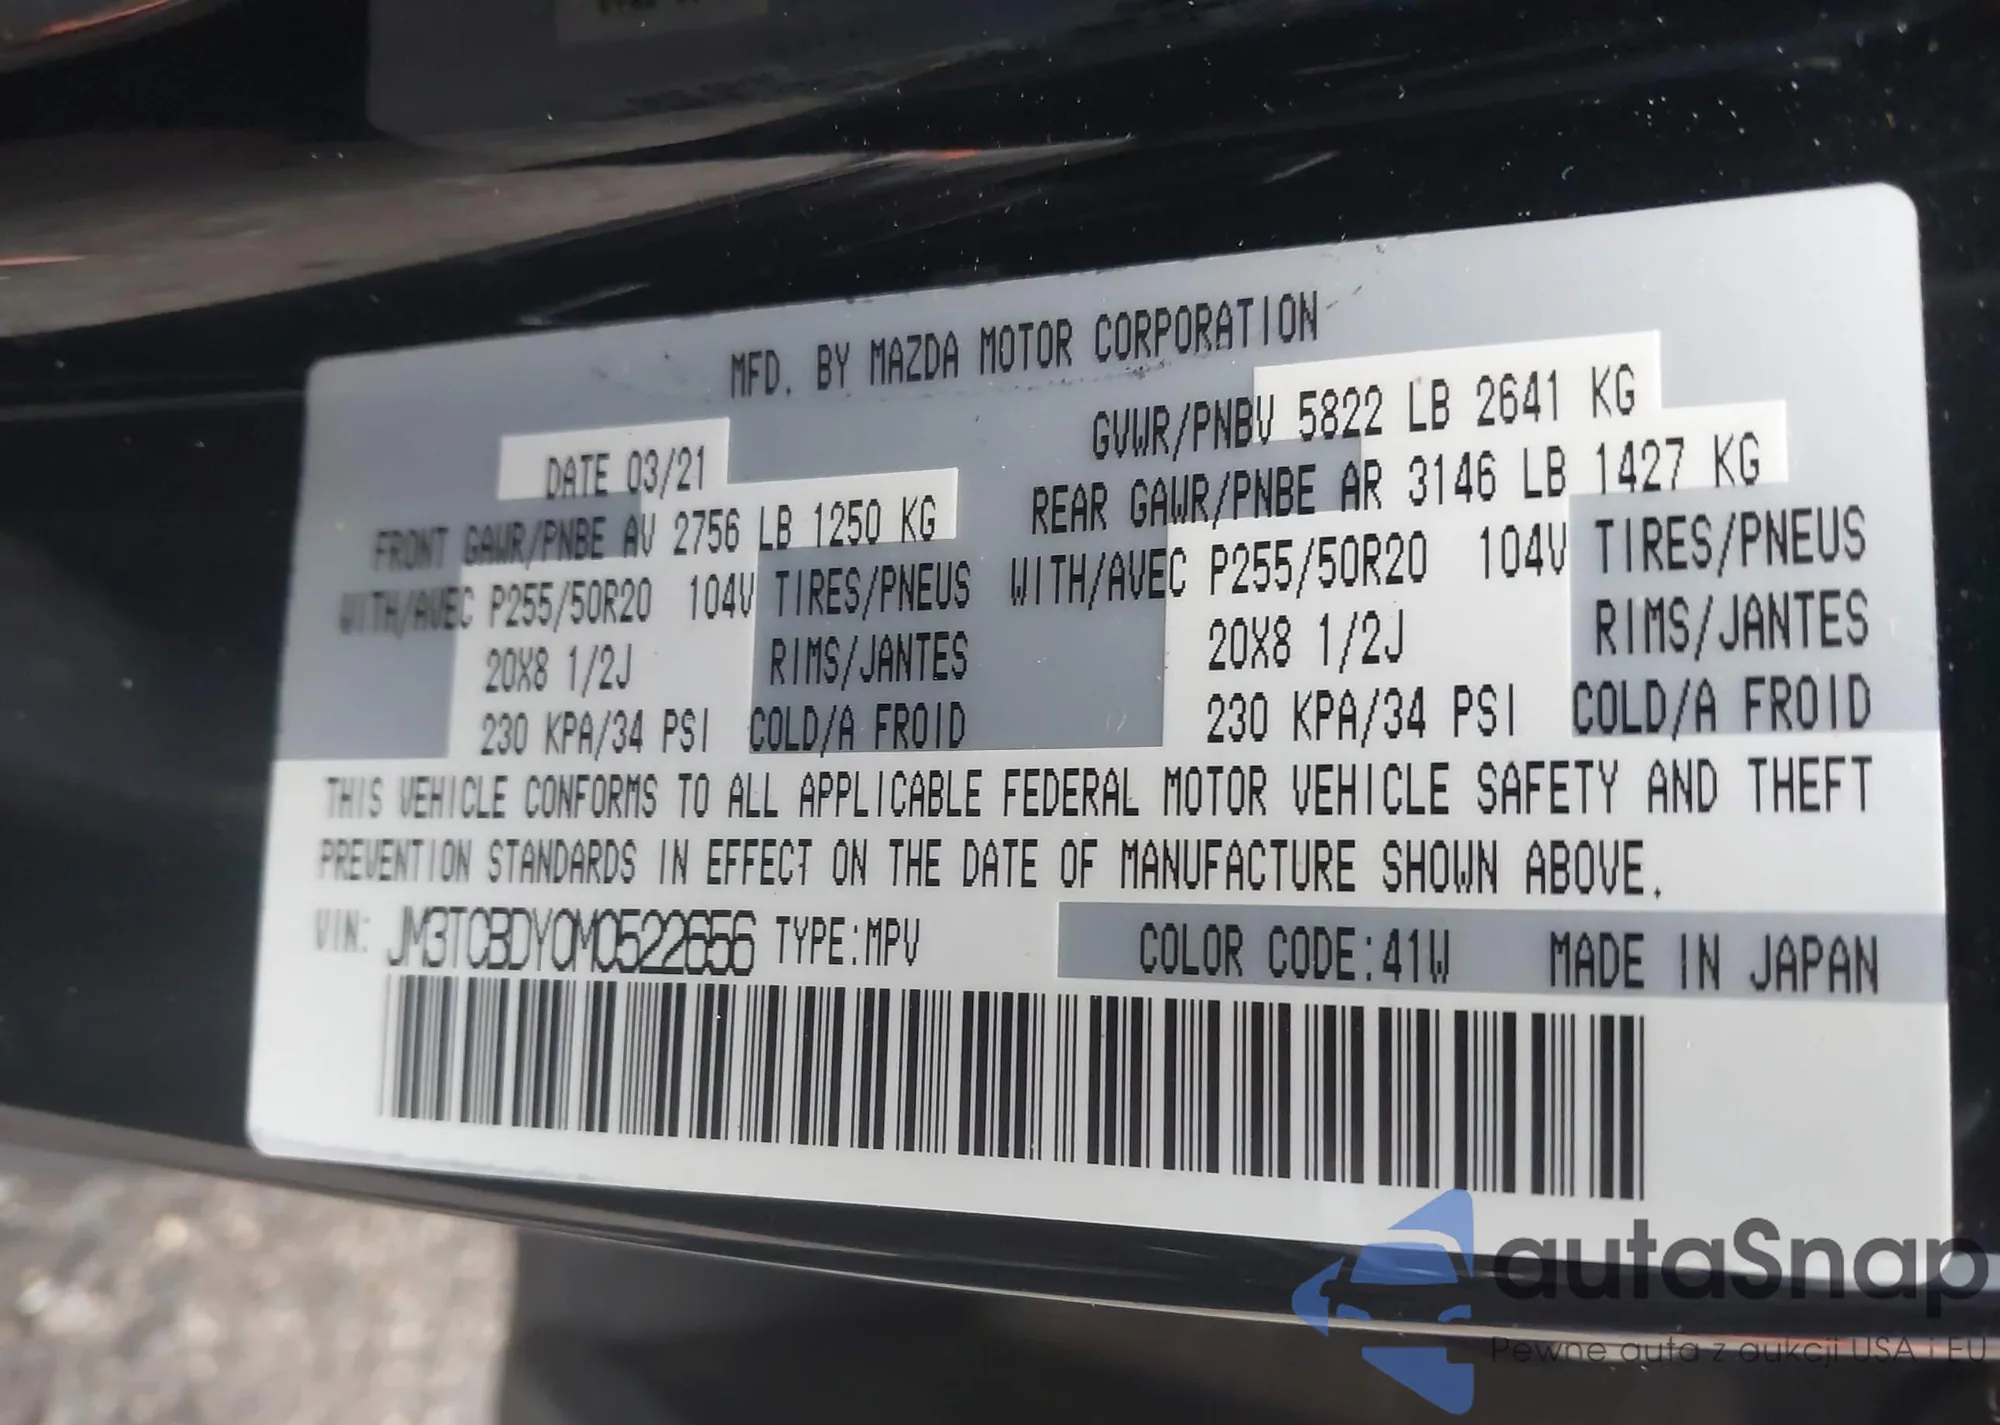 MFD. BY MAZDA MOTOR CORPORATION
DATE 03/21
GVWR/PNBV 5822 LB 2641 KG
FRONT GAWR/PNBE AV 2756 LB 1250 KG
REAR GAWR/PNBE AR 3146 LB 1427 KG
WITH/AVEC P255/50R20 104V TIRES/PNEUS
WITH/AVEC P255/50R20 104V TIRES/PNEUS
20X8 1/2J RIMS/JANTES
20X8 1/2J RIMS/JANTES
230 KPA/34 PSI COLD/A FROID
230 KPA/34 PSI COLD/A FROID
THIS VEHICLE CONFORMS TO ALL APPLICABLE FEDERAL MOTOR VEHICLE SAFETY AND THEFT
PREVENTION STANDARDS IN EFFECT ON THE DATE OF MANUFACTURE SHOWN ABOVE.
VIN: JM3TCBDY0M0522656 TYPE:MPV COLOR CODE:41W MADE IN JAPAN
autaSnap
Pewne auta z aukcji USA i EU